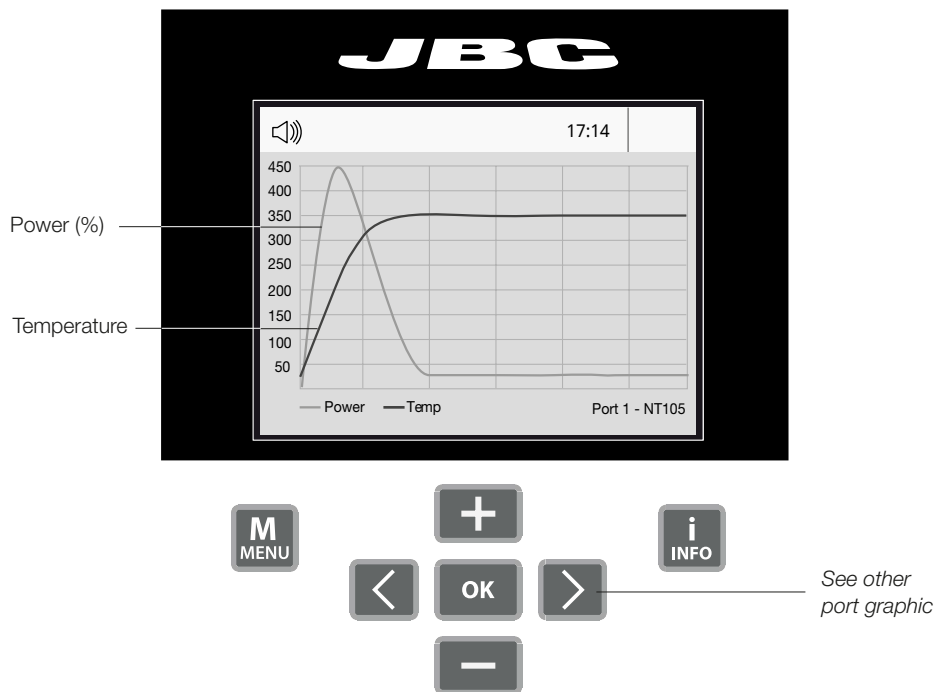 JBC
17:14
450
400
350
300
250
200
150
100
50
Power (%)
Temperature
Power
Temp
Port 1 - NT105
M
MENU
i
INFO
OK
See other
port graphic